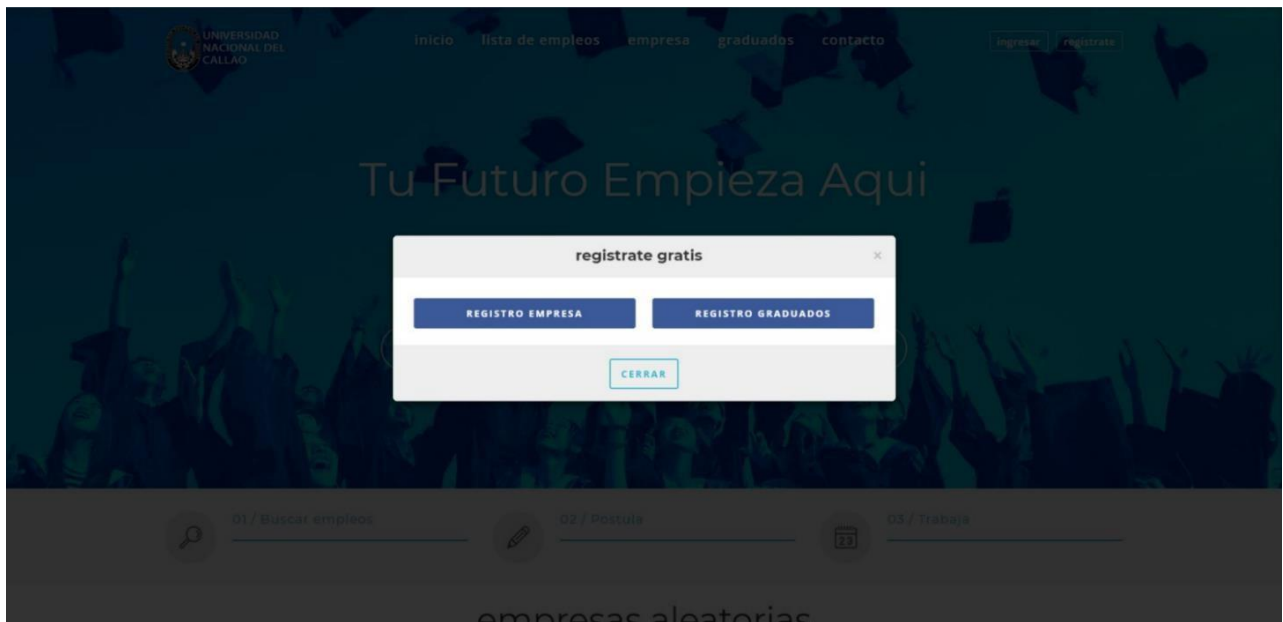 UNIVERSIDAD
NACIONAL DEL
CALLAO
inicio lista de empleos empresa graduados contacto
ingresar registrate
Tu Futuro Empieza Aqui
registrate gratis ×
REGISTRO EMPRESA REGISTRO GRADUADOS
CERRAR
01 / Buscar empleos 02 / Postula 03 / Trabaja
23
empresas aleatorias